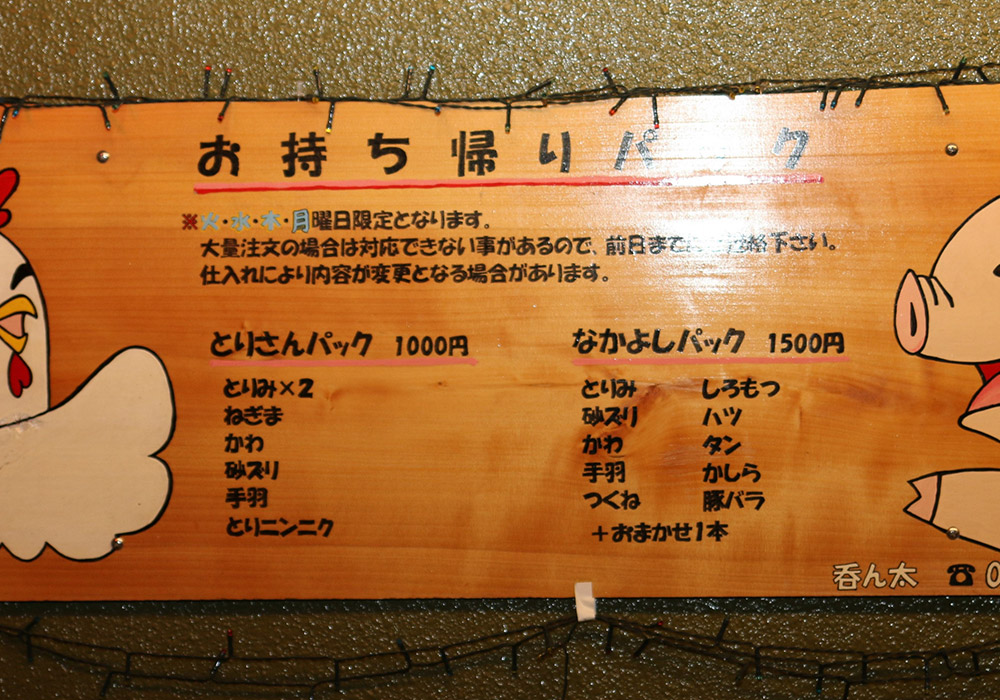 お持ち帰りパック
※火・水・木・月曜日限定となります。
大量注文の場合は対応できない事があるので、前日まで 下さい。
仕入れにより内容が変更となる場合があります。
とりさんパック 1000円
とりみ×2
ねぎま
かわ
砂ズリ
手羽
とりニンニク
なかよしパック 1500円
とりみ しろもつ
砂ズリ ハツ
かわ タン
手羽 かしら
つくね 豚バラ
＋おまかせ1本
呑ん太 ☎0